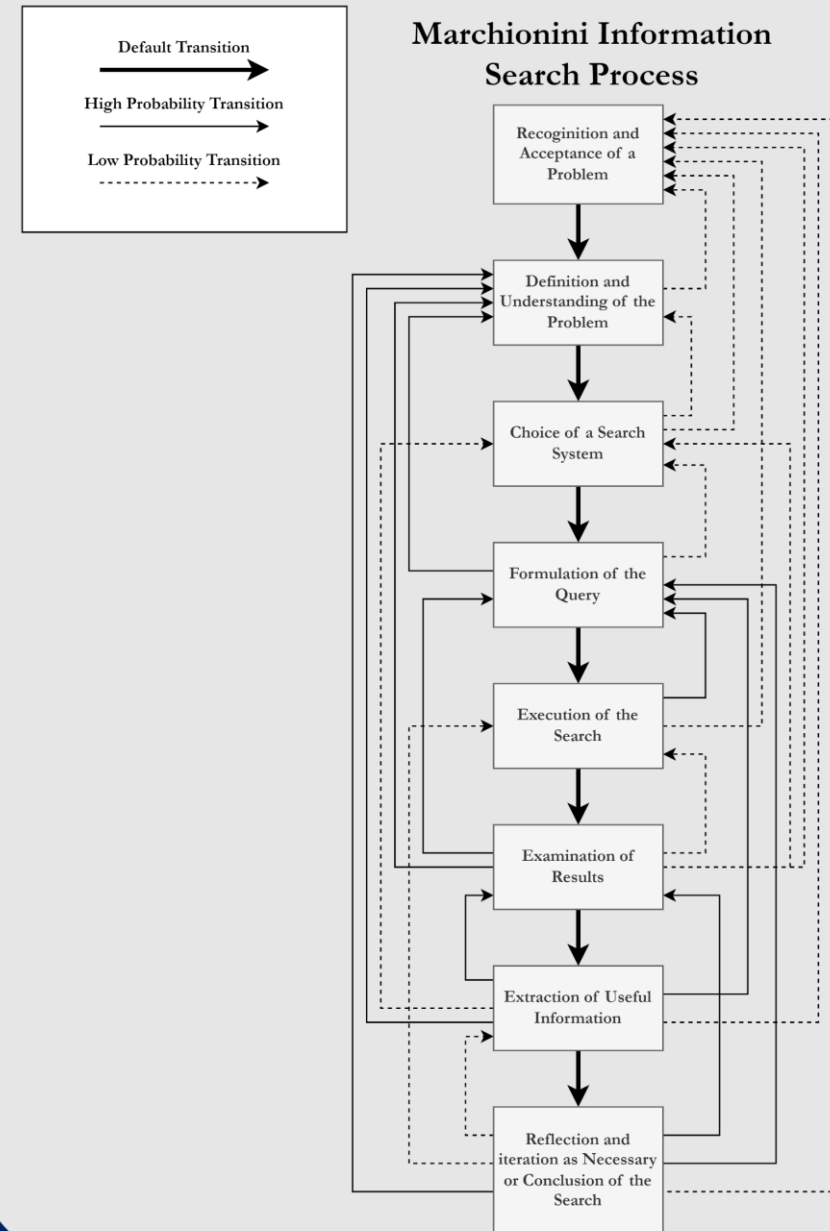 Default Transition
High Probability Transition
Low Probability Transition
Marchionini Information
Search Process
Recoginition and
Acceptance of a
Problem
Definition and
Understanding of the
Problem
Choice of a Search
System
Formulation of the
Query
Execution of the
Search
Examination of
Results
Extraction of Useful
Information
Reflection and
iteration as Necessary
or Conclusion of the
Search